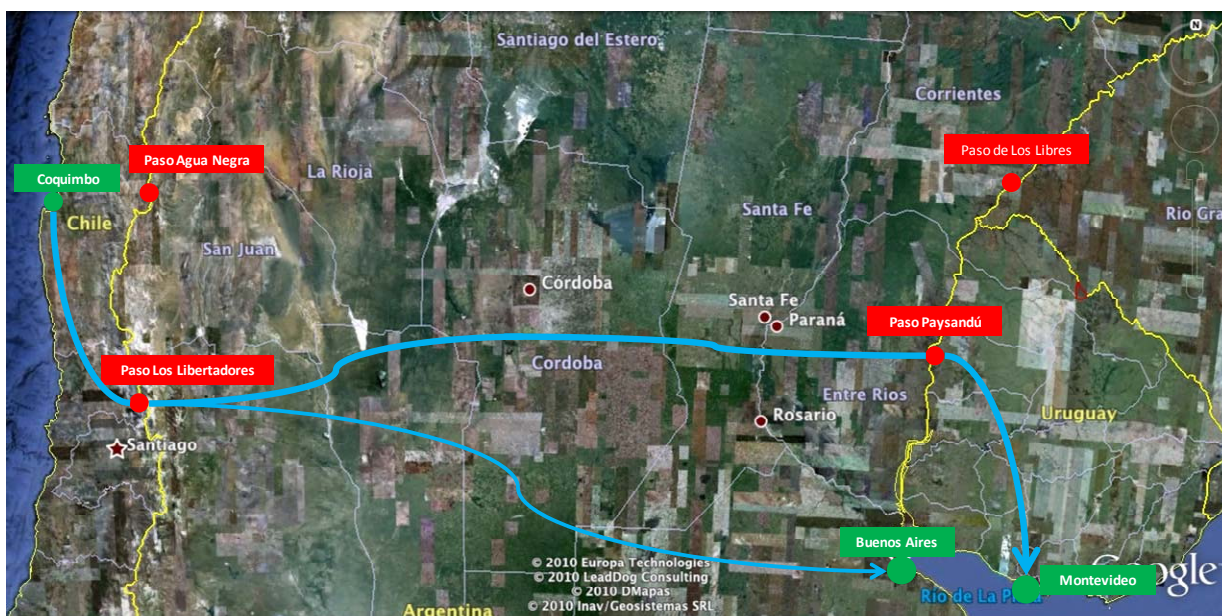 N
Santiago del Estero
Corrientes
Paso Agua Negra
Paso de Los Libres
La Rioja
Coquimbo
Chile
Santa Fe
Rio Gra
San Juan
Córdoba
Santa Fe
Paraná
Paso Paysandú
Paso Los Libertadores
Cordoba
Entre Rios
Rosario
Uruguay
Santiago
Buenos Aires
© 2010 Europa Technologies
© 2010 LeadDog Consulting
© 2010 DMapas
© 2010 Inav/Geosistemas SRL
Google
Montevideo
Río de La Plata
Argentina